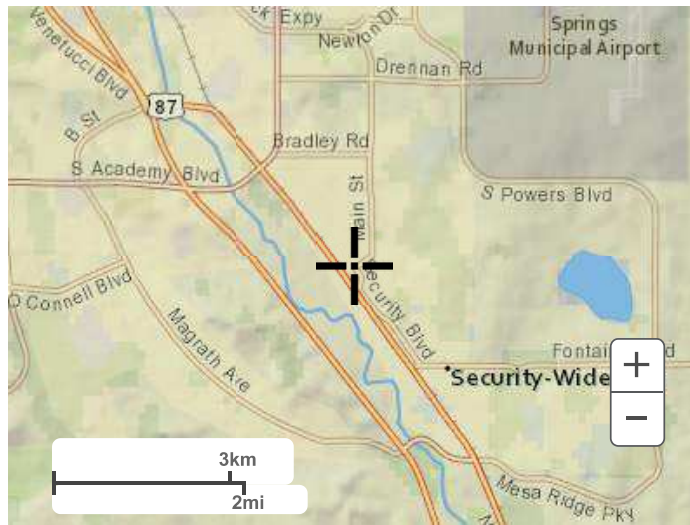 Expy
Springs
Municipal Airport
Newton Dr
Venetucci Blvd
Drennan Rd
87
B St
Bradley Rd
S Academy Blvd
Main St
S Powers Blvd
O Connell Blvd
Security Blvd
Magrath Ave
Fontai
d
Security-Wide
+
−
3km
2mi
Mesa Ridge Pky